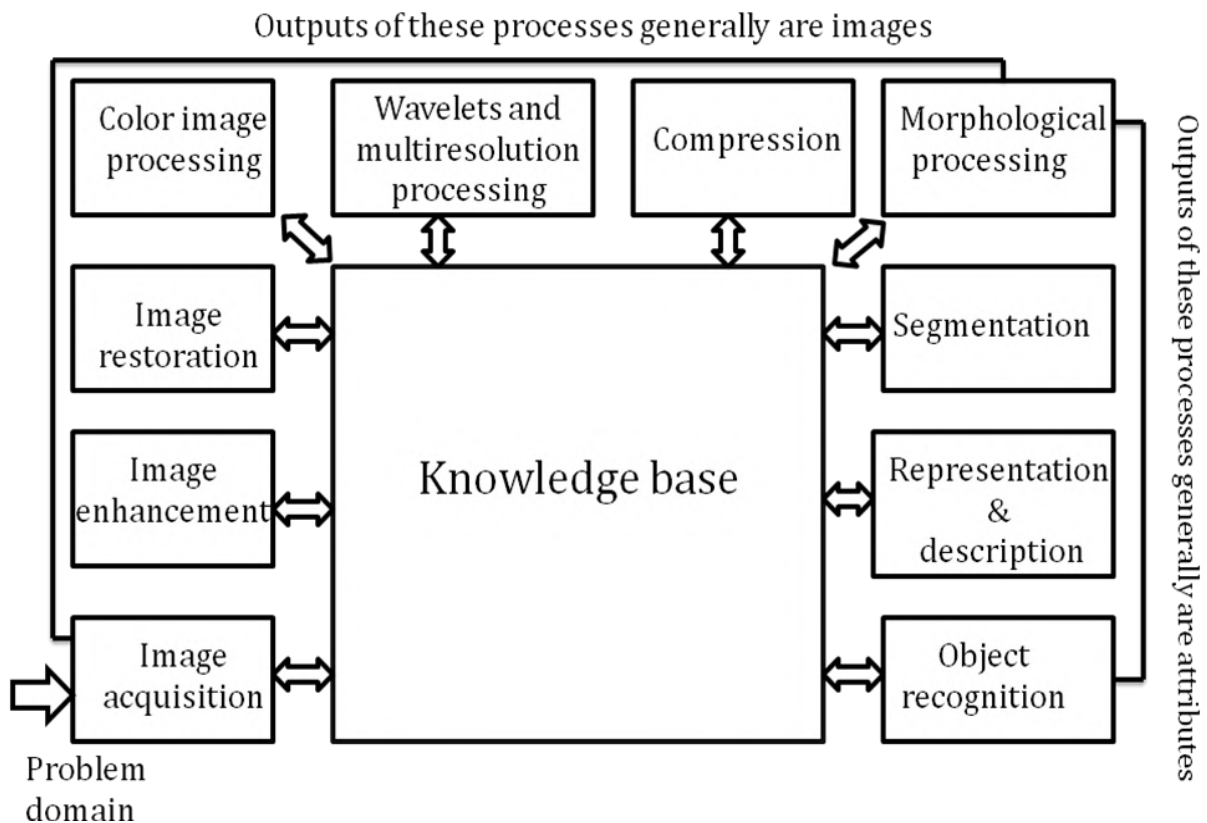 Outputs of these processes generally are images
Color image
processing
Wavelets and
multiresolution
processing
Compression
Morphological
processing
Image
restoration
Segmentation
Image
enhancement
Knowledge base
Representation
&
description
Image
acquisition
Object
recognition
Problem
domain
Outputs of these processes generally are attributes